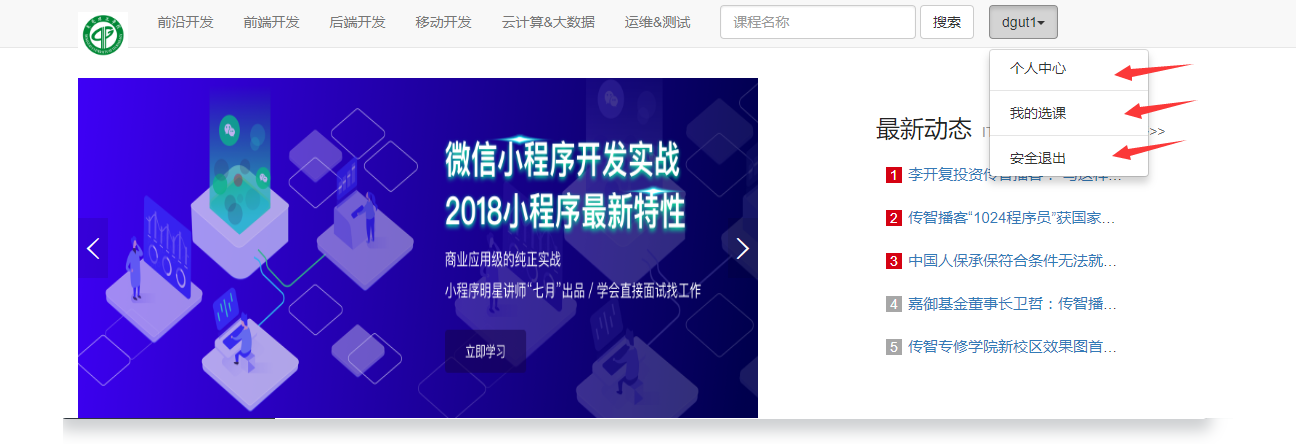 前沿开发 前端开发 后端开发 移动开发 云计算&大数据 运维&测试 课程名称 搜索 dgut1
个人中心
我的选课
安全退出
微信小程序开发实战
2018小程序最新特性
商业应用级的纯正实战
小程序明星讲师“七月”出品 / 学会直接面试找工作
立即学习
最新动态 >>
1 李开复投资传智播客：
2 传智播客“1024程序员”获国家...
3 中国人保承保符合条件无法就...
4 嘉御基金董事长卫哲：传智播...
5 传智专修学院新校区效果图首...